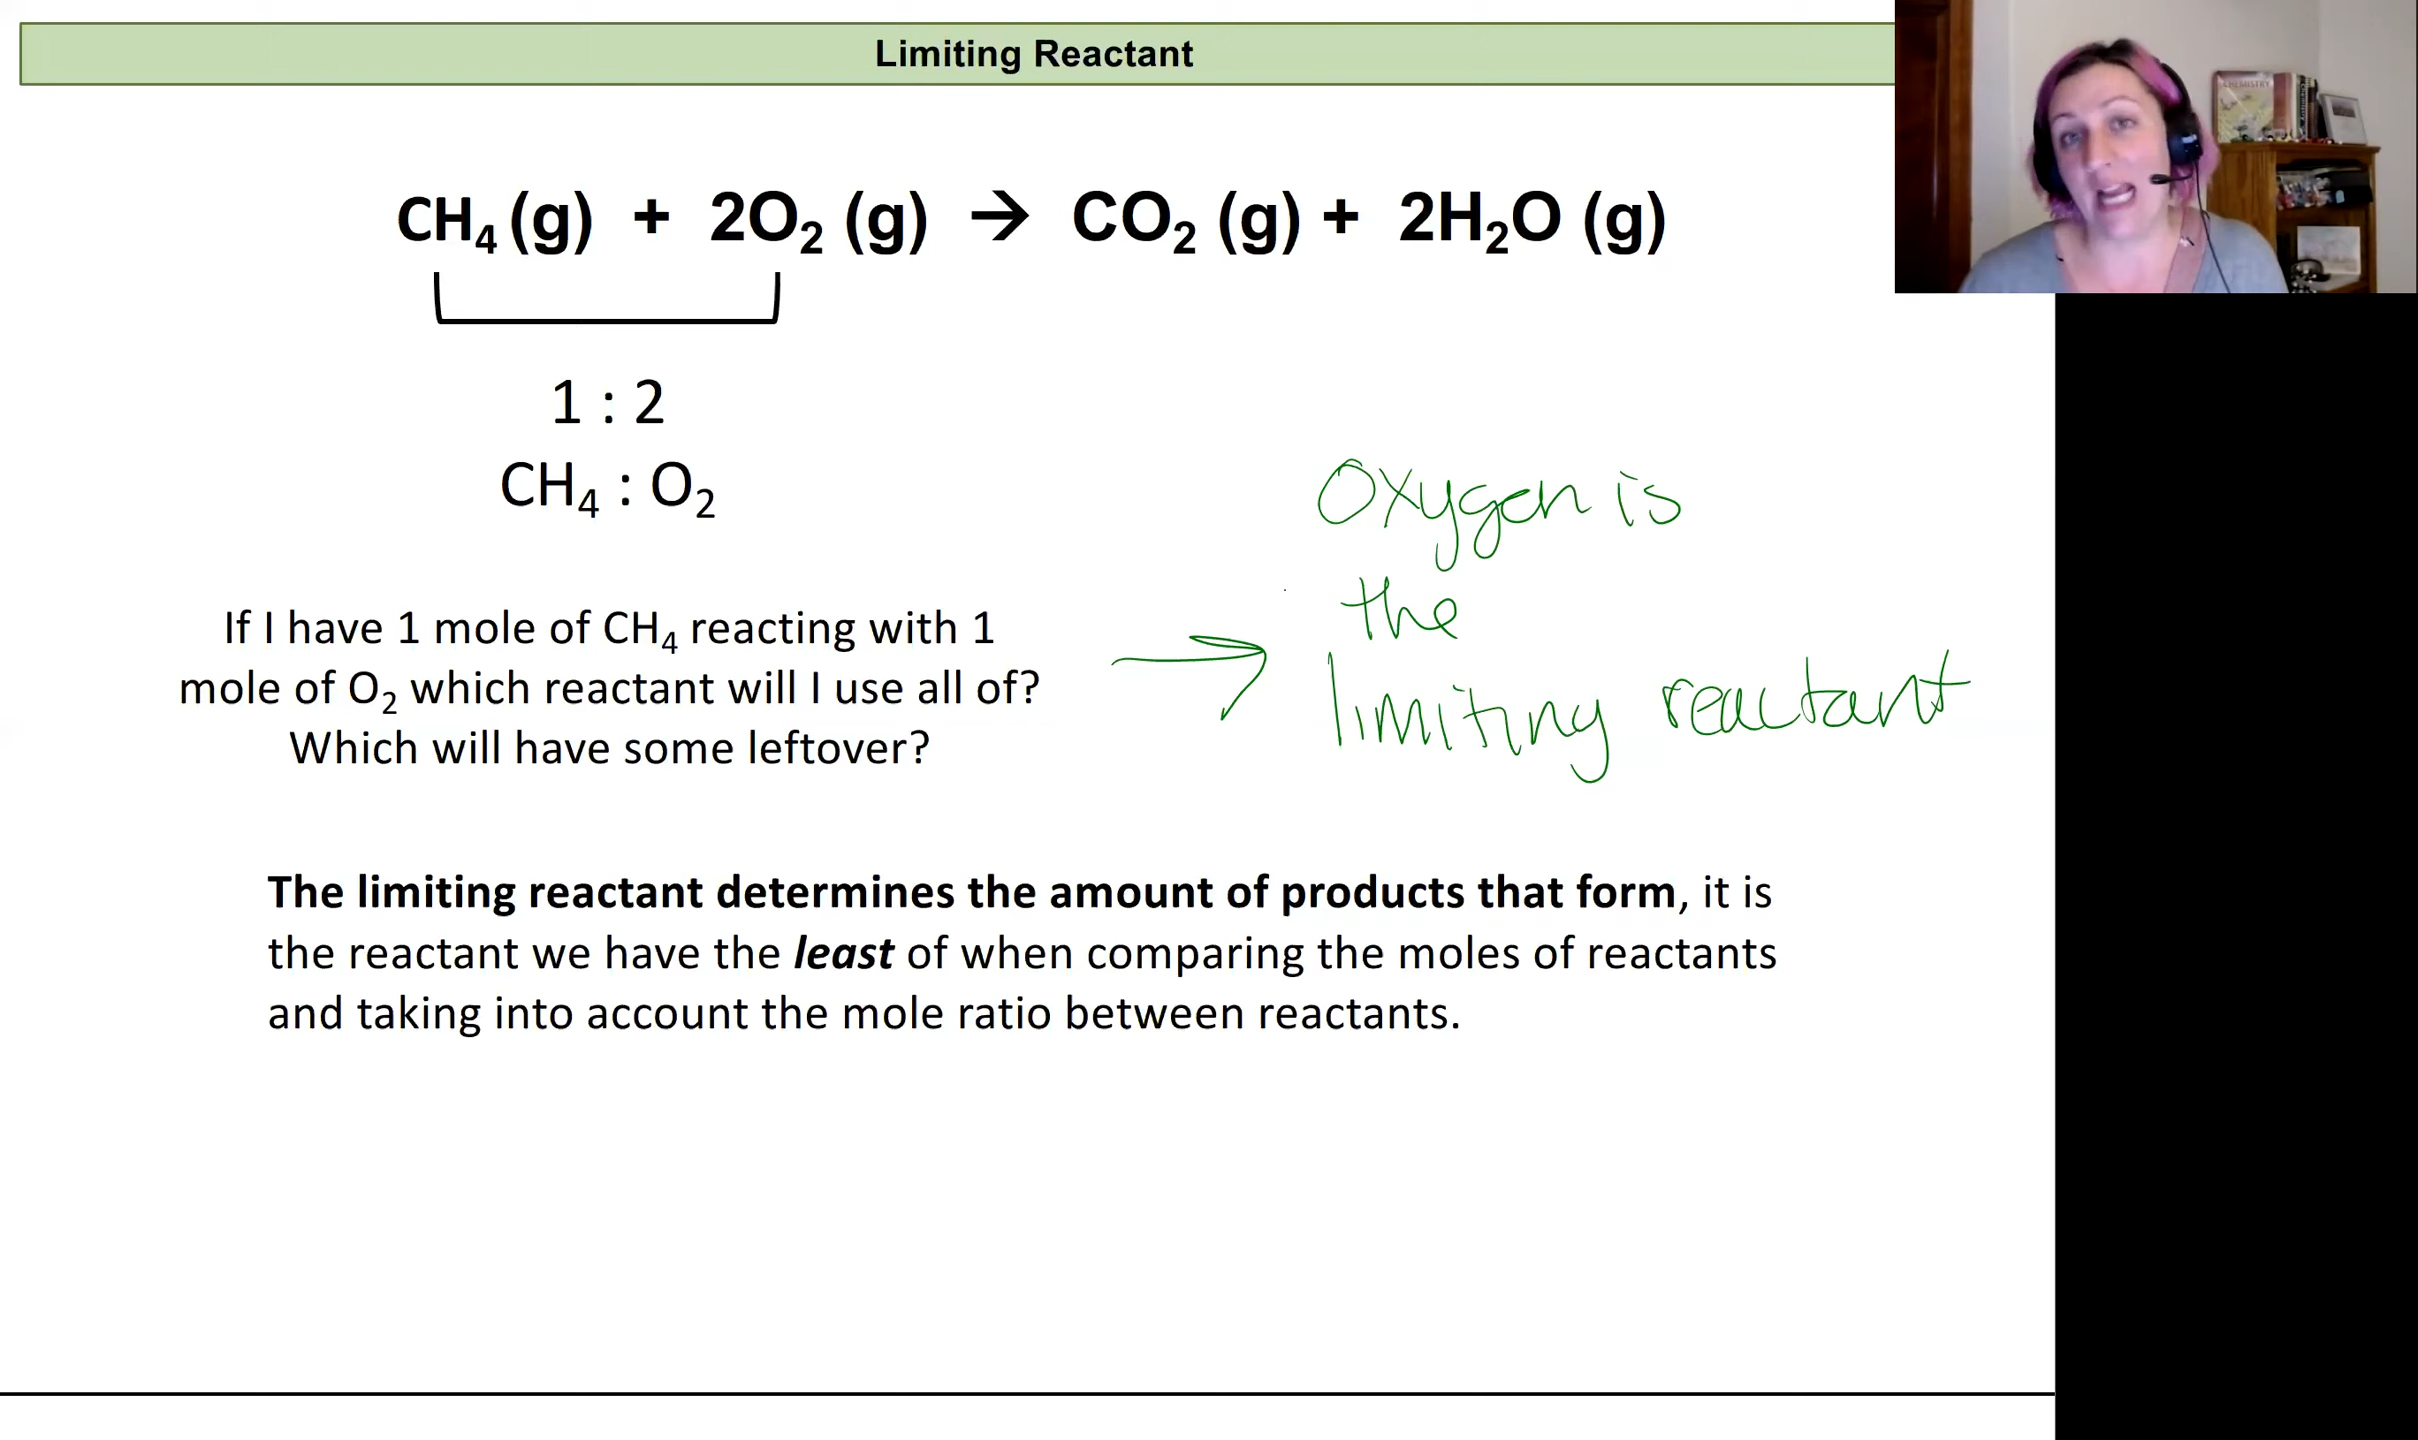 Limiting Reactant
CHEMISTRY
CH₄ (g) + 2O₂ (g) → CO₂ (g) + 2H₂O (g)
1 : 2
CH₄ : O₂
Oxygen is
the
limiting reactant
If I have 1 mole of CH₄ reacting with 1
mole of O₂ which reactant will I use all of?
Which will have some leftover?
The limiting reactant determines the amount of products that form, it is
the reactant we have the least of when comparing the moles of reactants
and taking into account the mole ratio between reactants.